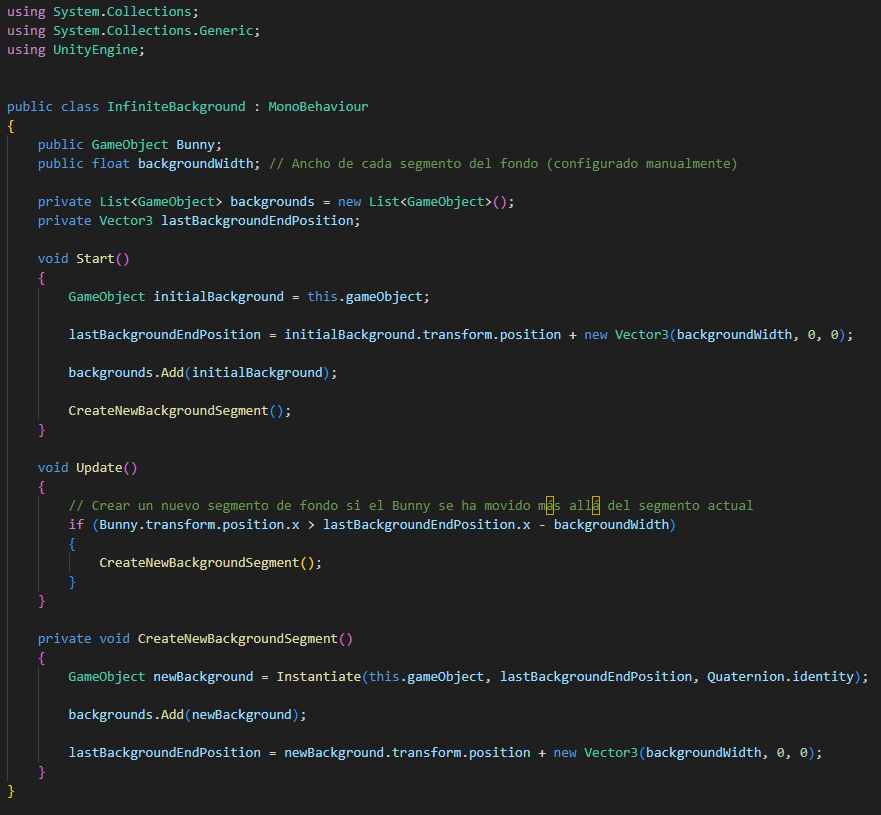 using System.Collections;
using System.Collections.Generic;
using UnityEngine;
public class InfiniteBackground : MonoBehaviour
{
public GameObject Bunny;
public float backgroundWidth; // Ancho de cada segmento del fondo (configurado manualmente)
private List<GameObject> backgrounds = new List<GameObject>();
private Vector3 lastBackgroundEndPosition;
void Start()
{
GameObject initialBackground = this.gameObject;
lastBackgroundEndPosition = initialBackground.transform.position + new Vector3(backgroundWidth, 0, 0);
backgrounds.Add(initialBackground);
CreateNewBackgroundSegment();
}
void Update()
{
// Crear un nuevo segmento de fondo si el Bunny se ha movido más allá del segmento actual
if (Bunny.transform.position.x > lastBackgroundEndPosition.x - backgroundWidth)
{
CreateNewBackgroundSegment();
}
}
private void CreateNewBackgroundSegment()
{
GameObject newBackground = Instantiate(this.gameObject, lastBackgroundEndPosition, Quaternion.identity);
backgrounds.Add(newBackground);
lastBackgroundEndPosition = newBackground.transform.position + new Vector3(backgroundWidth, 0, 0);
}
}